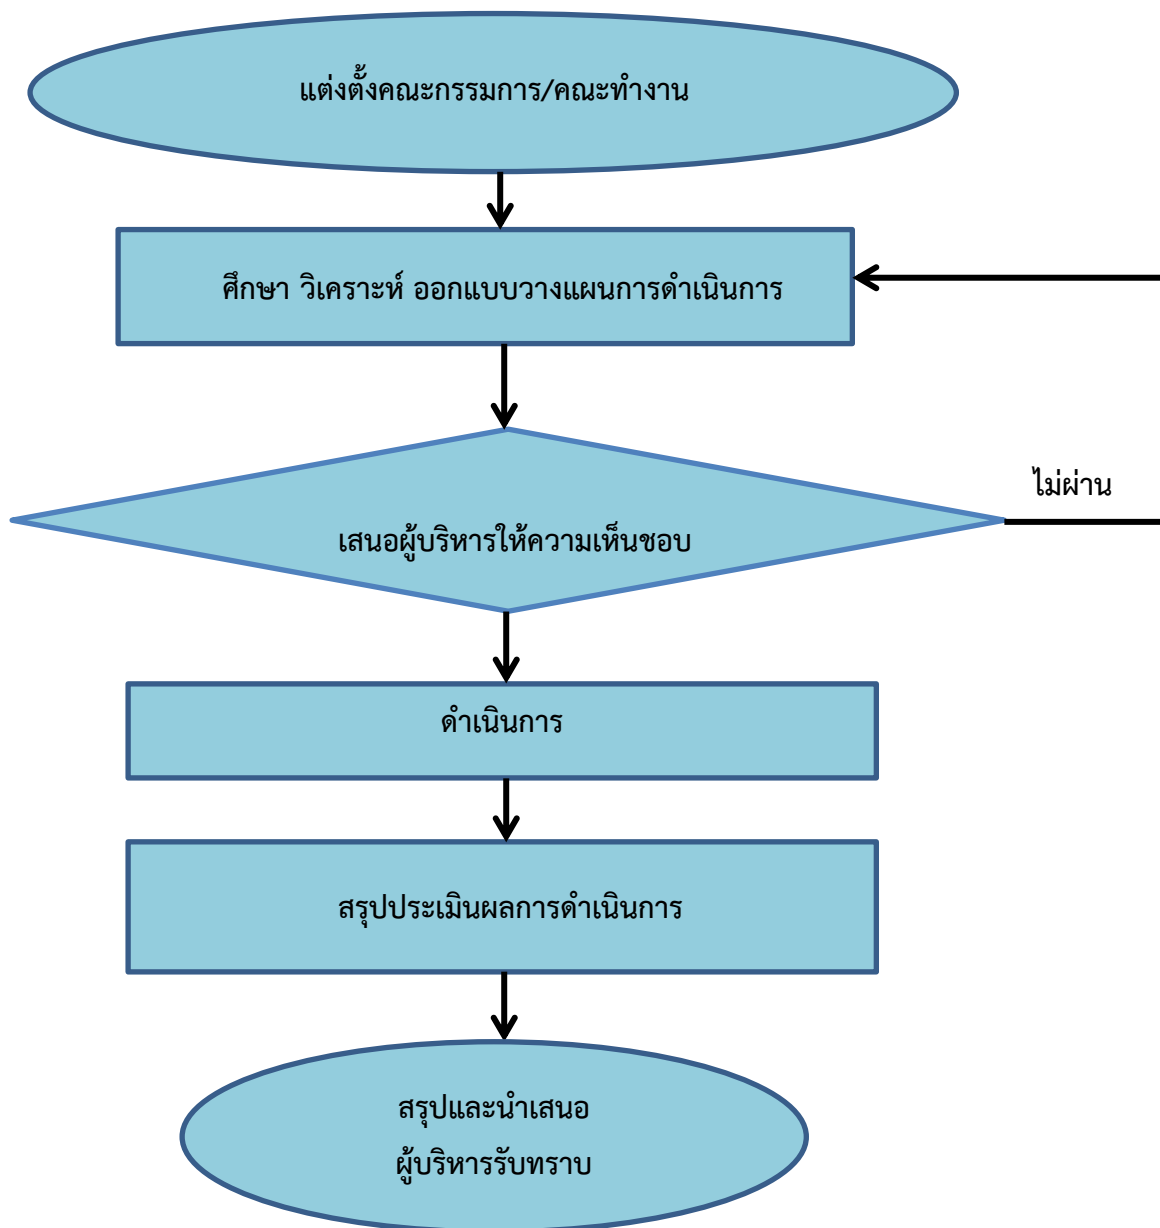 แต่งตั้งคณะกรรมการ/คณะทำงาน
ศึกษา วิเคราะห์ ออกแบบวางแผนการดำเนินการ
ไม่ผ่าน
เสนอผู้บริหารให้ความเห็นชอบ
ดำเนินการ
สรุปประเมินผลการดำเนินการ
สรุปและนำเสนอ
ผู้บริหารรับทราบ